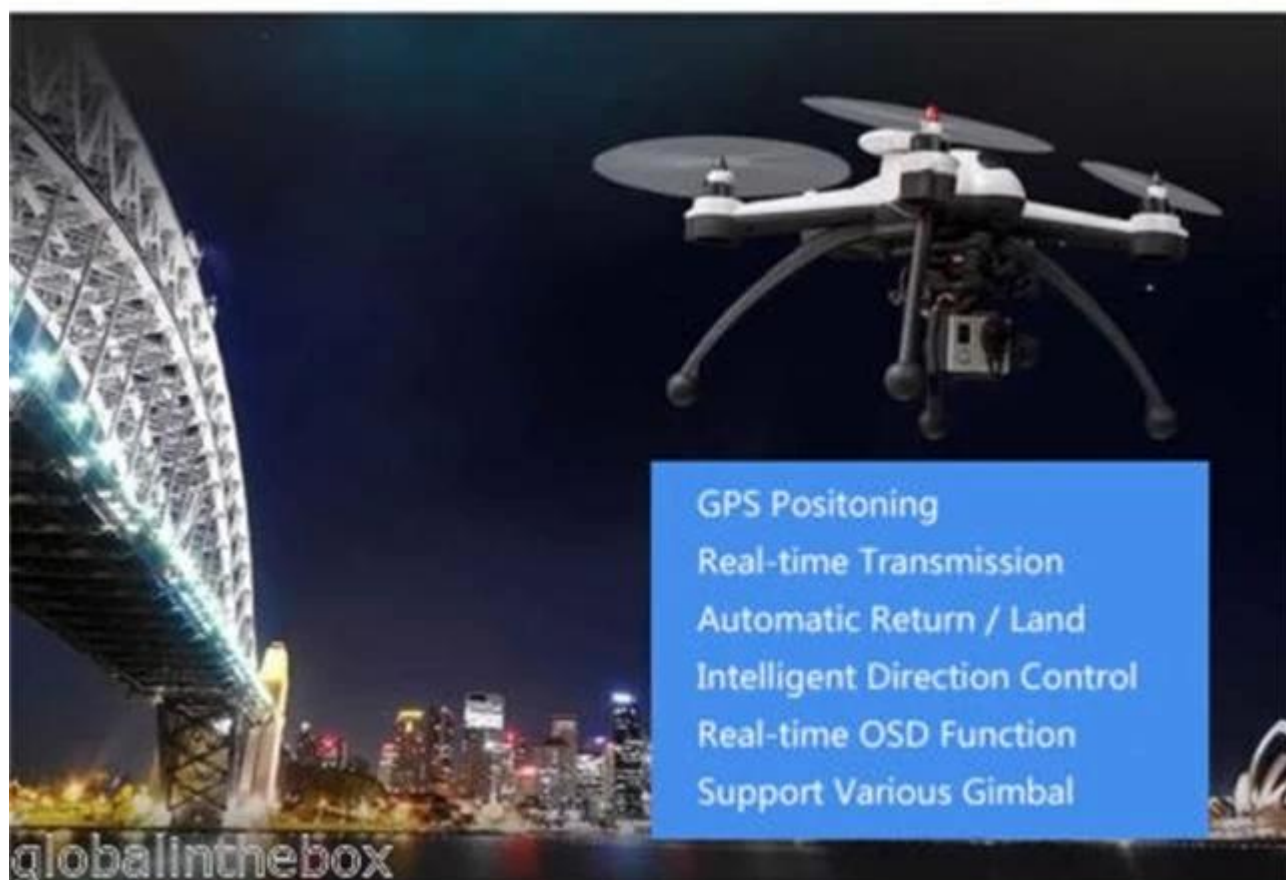 GPS Positoning
Real-time Transmission
Automatic Return / Land
Intelligent Direction Control
Real-time OSD Function
Support Various Gimbal
globalinthebox